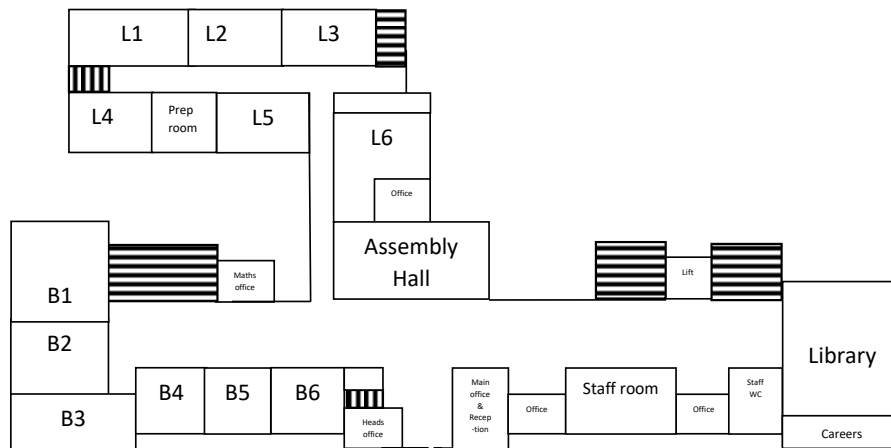 L1
L2
L3
L4
Prep
room
L5
L6
Office
Assembly
Hall
Maths
office
Lift
B1
B2
B3
B4
B5
B6
Heads
office
Main
office
&
Recep
-tion
Office
Staff room
Office
Staff
WC
Library
Careers